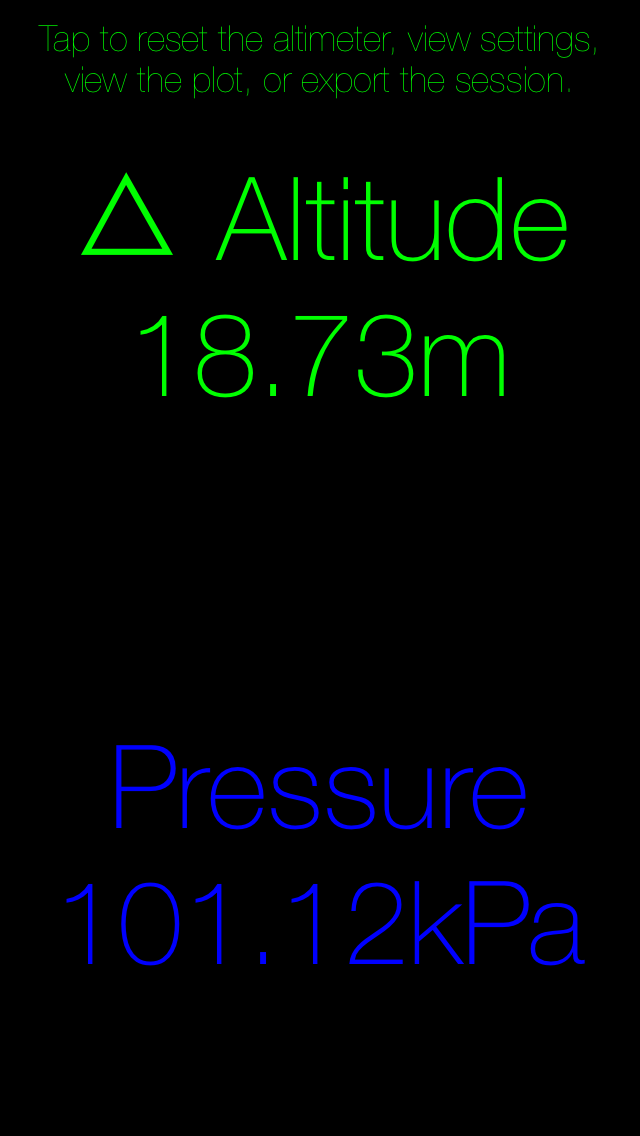 Tap to reset the altimeter, view settings,
view the plot, or export the session.
△ Altitude
18.73m
Pressure
101.12kPa